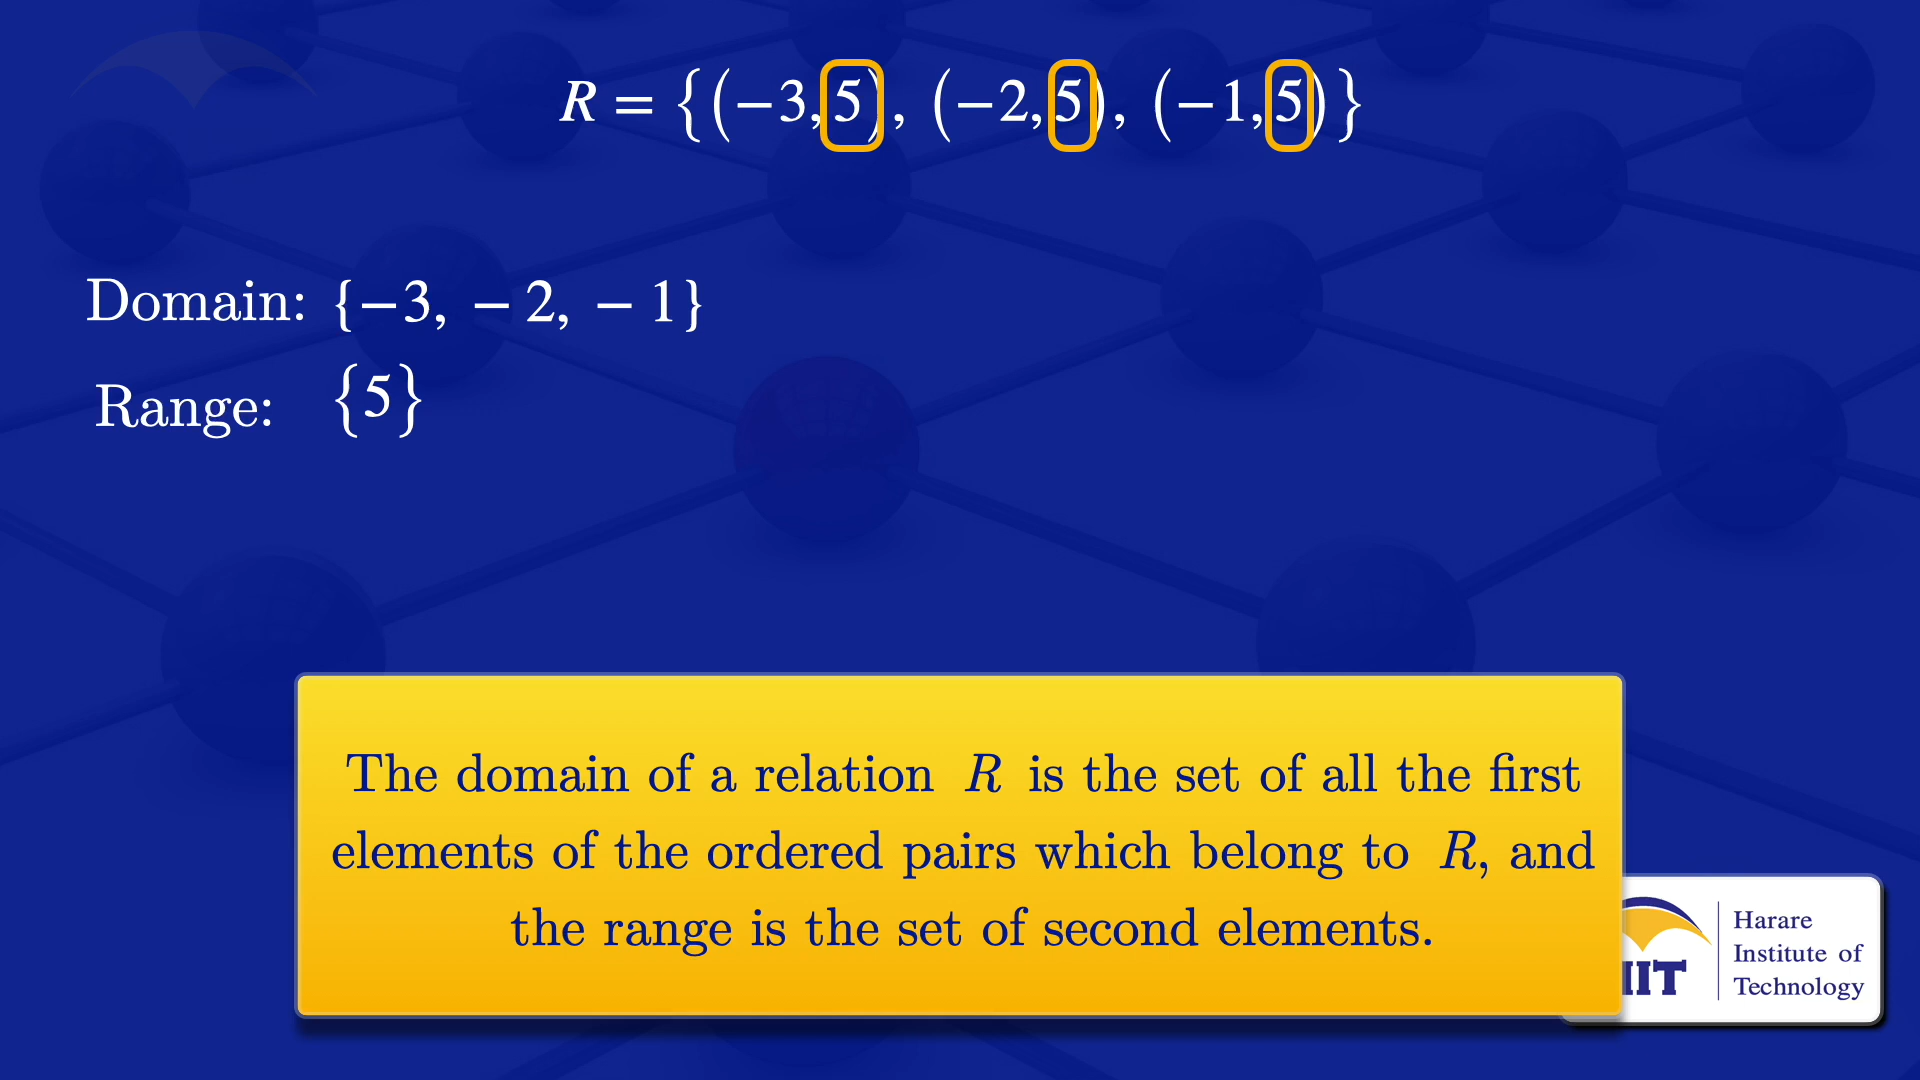 R = {(−3, 5), (−2, 5), (−1, 5)}
Domain: {−3, − 2, − 1}
Range: {5}
The domain of a relation R is the set of all the first
elements of the ordered pairs which belong to R, and
the range is the set of second elements.
Harare
Institute of
Technology